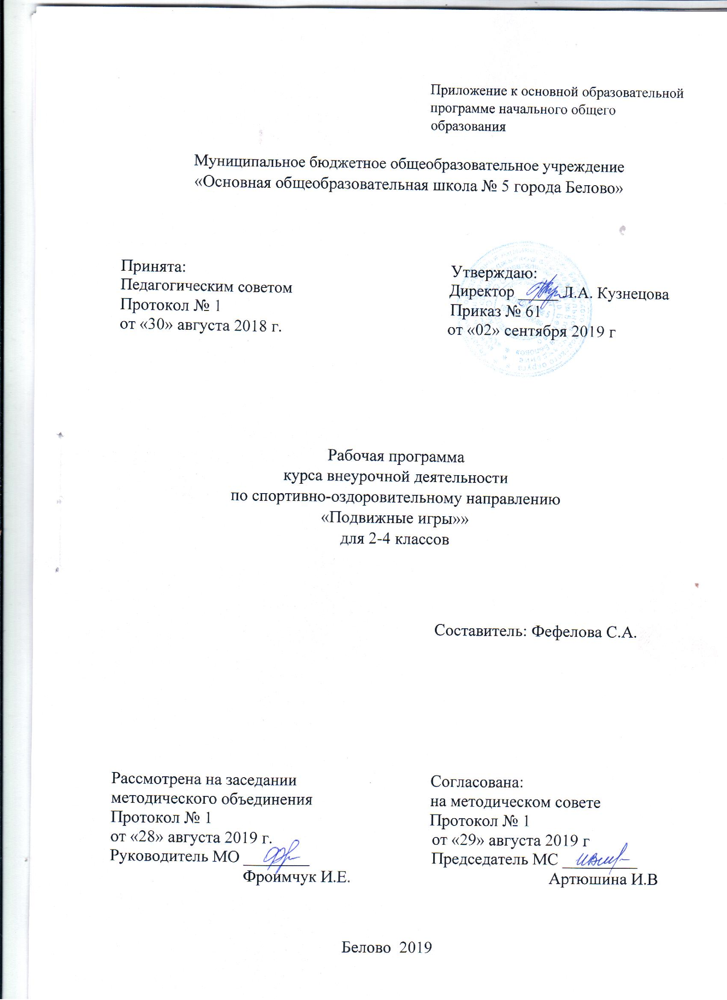 Приложение к основной образовательной
программе начального общего
образования
Муниципальное бюджетное общеобразовательное учреждение
«Основная общеобразовательная школа № 5 города Белово»
Принята:
Педагогическим советом
Протокол № 1
от «30» августа 2018 г.
Утверждаю:
Директор _____ Л.А. Кузнецова
Приказ № 61
от «02» сентября 2019 г
Рабочая программа
курса внеурочной деятельности
по спортивно-оздоровительному направлению
«Подвижные игры»»
для 2-4 классов
Составитель: Фефелова С.А.
Рассмотрена на заседании
методического объединения
Протокол № 1
от «28» августа 2019 г.
Руководитель МО ________
Фроимчук И.Е.
Согласована:
на методическом совете
Протокол № 1
от «29» августа 2019 г
Председатель МС _________
Артюшина И.В
Белово 2019